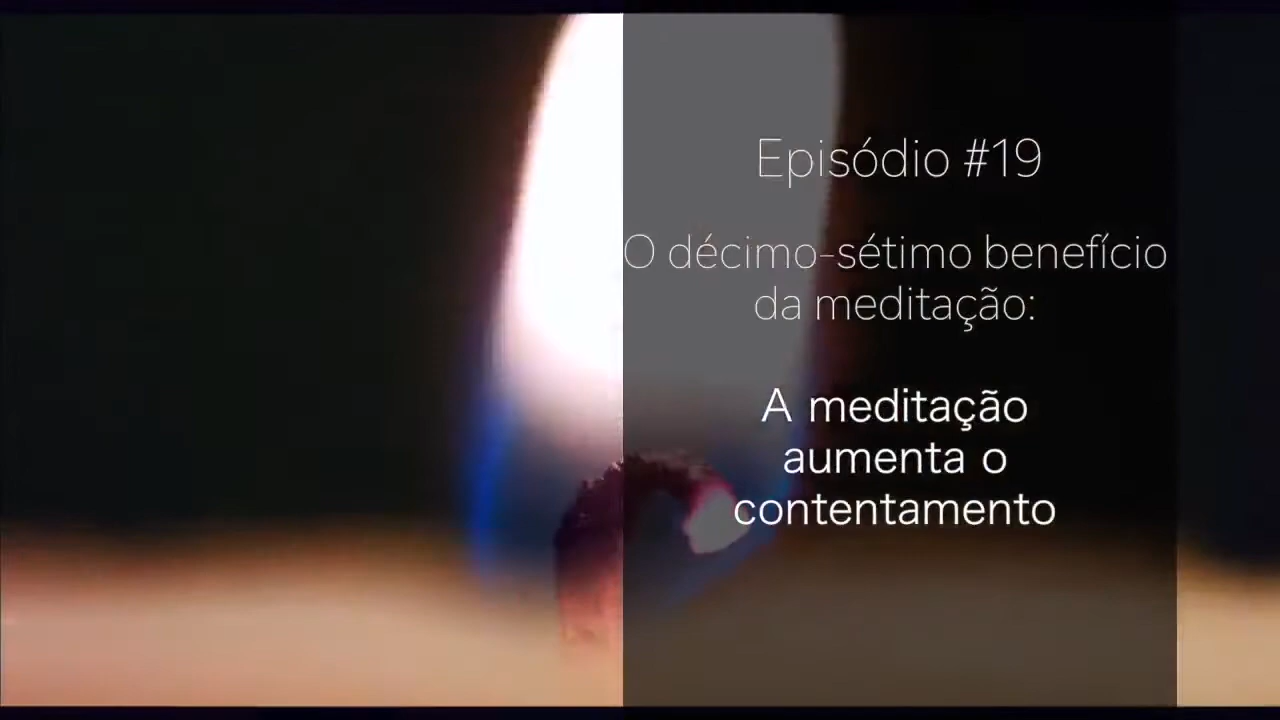 Episódio #19
O décimo-sétimo benefício
da meditação:
A meditação
aumenta o
contentamento